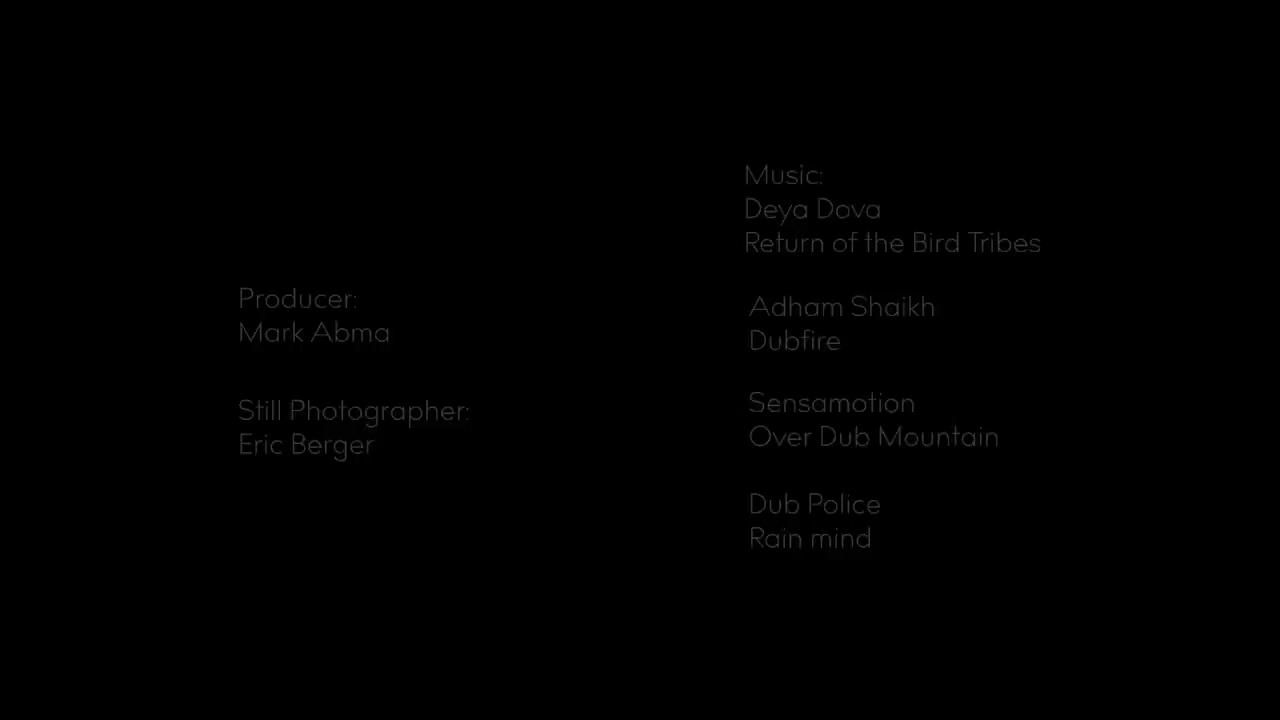 Producer:
Mark Abma
Still Photographer:
Eric Berger
Music:
Deya Dova
Return of the Bird Tribes
Adham Shaikh
Dubfire
Sensamotion
Over Dub Mountain
Dub Police
Rain mind